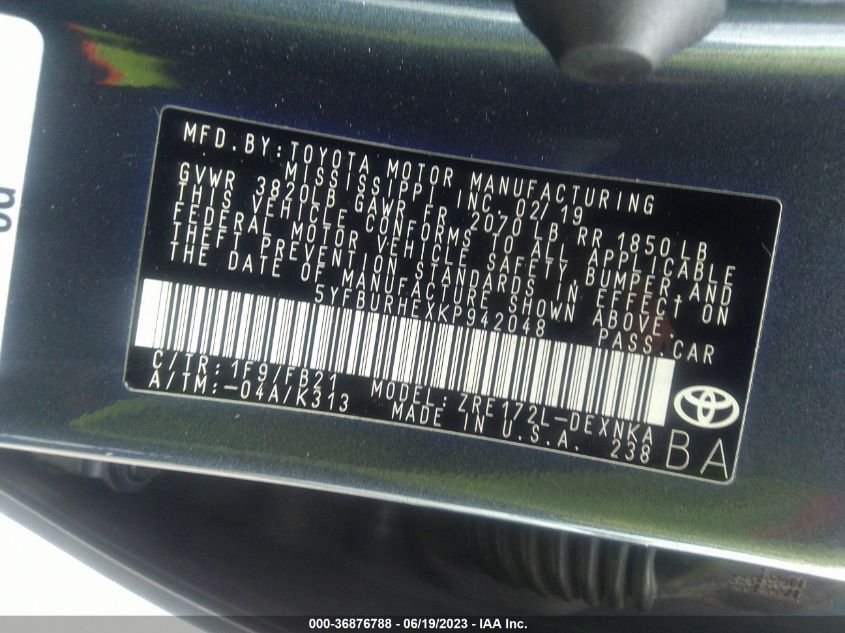 MFD.BY:TOYOTA MOTOR MANUFACTURING
MISSISSIPPI INC. 02/19
GVWR 3820LB GAWR FR 2070 LB RR 1850 LB
THIS VEHICLE CONFORMS TO ALL APPLICABLE
FEDERAL MOTOR VEHICLE SAFETY, BUMPER AND
THEFT PREVENTION STANDARDS IN EFFECT ON
THE DATE OF MANUFACTURE SHOWN ABOVE.
5YFBURHEXKP942048 PASS.CAR
C/TR:1F9/FB21 MODEL:ZRE172L-DEXNKA
A/TM:-04A/K313 MADE IN U.S.A. 238
BA
000-36876788 - 06/19/2023 - IAA Inc.